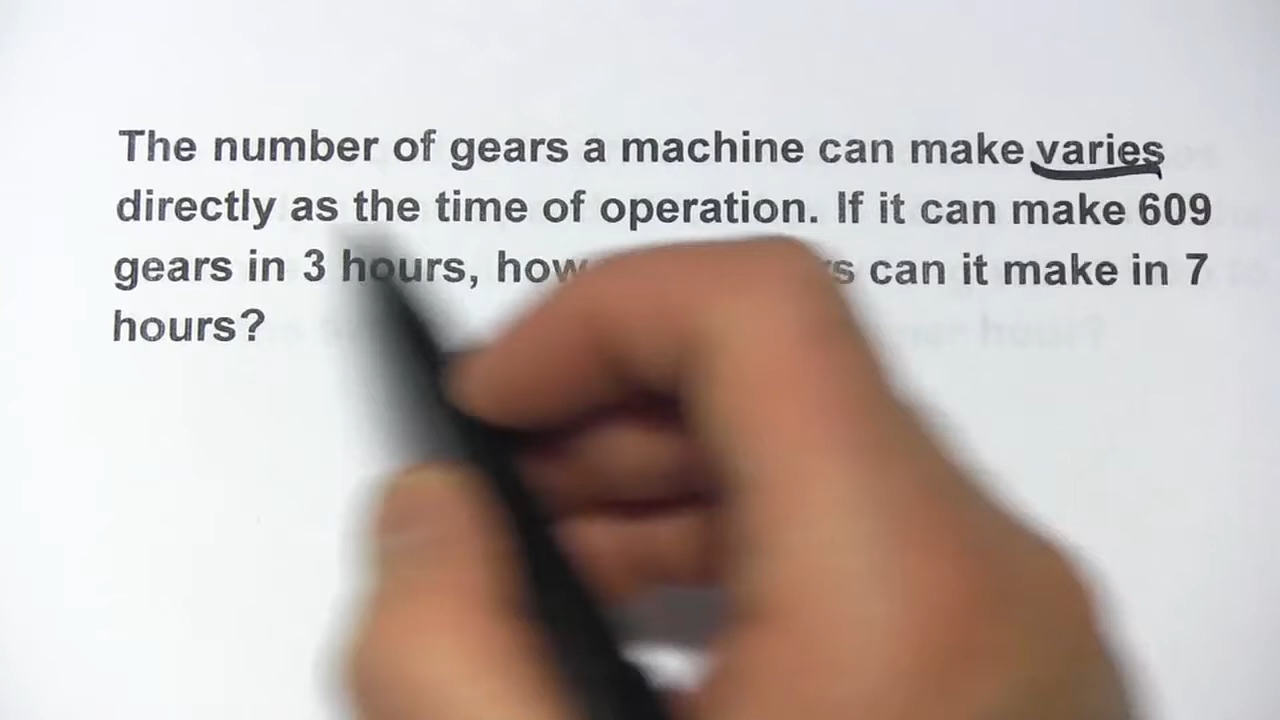 The number of gears a machine can make varies
directly as the time of operation. If it can make 609
gears in 3 hours, how can it make in 7
hours?